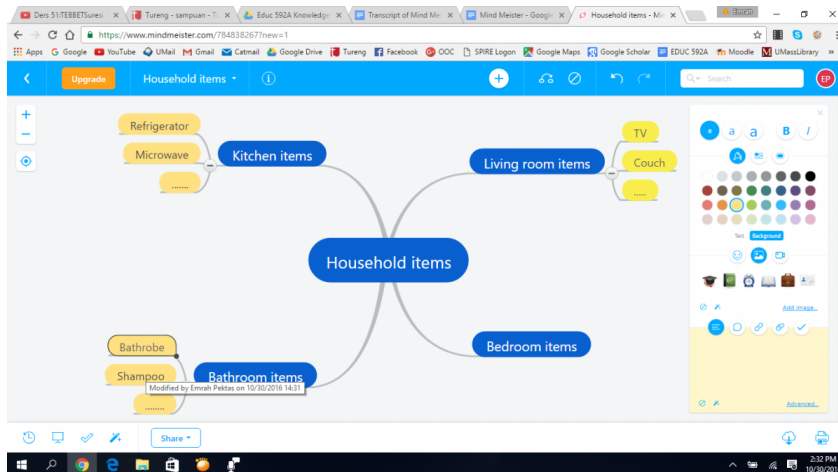 Ders 51:TEBBETSuresi
Tureng - sampuan - T
Educ 592A Knowledge
Transcript of Mind Mei
Mind Meister - Google
Household items - Min
Emrah
https://www.mindmeister.com/784838267?new=1
Apps
Google
YouTube
UMail
Gmail
Catmail
Google Drive
Tureng
Facebook
OOC
SPIRE Logon
Google Maps
Google Scholar
EDUC 592A
Moodle
UMassLibrary
»
Upgrade
Household items
Search
EP
Refrigerator
Microwave
.......
Kitchen items
Living room items
TV
Couch
.....
Household items
Bathrobe
Shampoo
........
Bathroom items
Modified by Emrah Pektas on 10/30/2016 14:31
Bedroom items
a a a B I
Text Background
Add image...
Advanced...
Share
2:32 PM
10/30/201